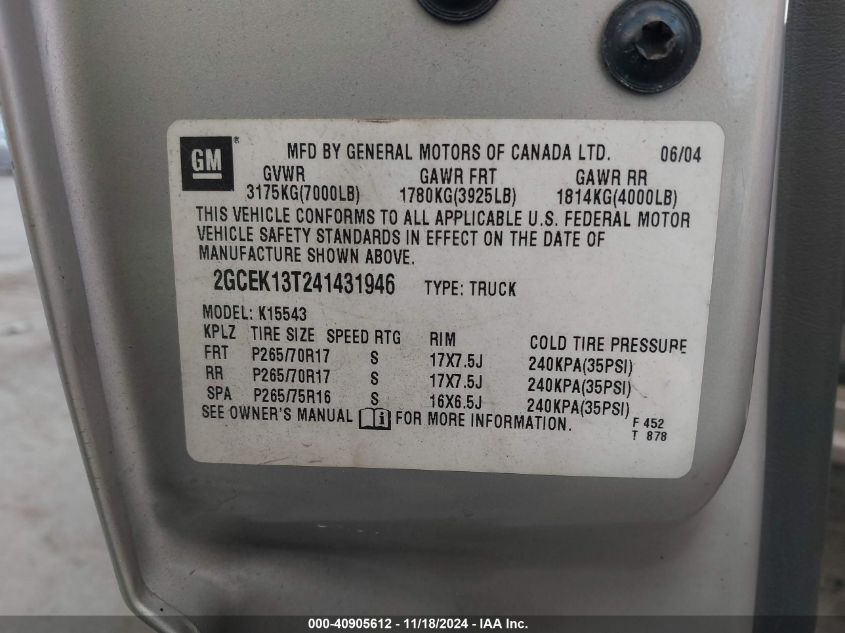 GM ® MFD BY GENERAL MOTORS OF CANADA LTD. 06/04
GVWR GAWR FRT GAWR RR
3175KG(7000LB) 1780KG(3925LB) 1814KG(4000LB)
THIS VEHICLE CONFORMS TO ALL APPLICABLE U.S. FEDERAL MOTOR
VEHICLE SAFETY STANDARDS IN EFFECT ON THE DATE OF
MANUFACTURE SHOWN ABOVE.
2GCEK13T241431946 TYPE: TRUCK
MODEL: K15543
KPLZ TIRE SIZE SPEED RTG RIM COLD TIRE PRESSURE
FRT P265/70R17 S 17X7.5J 240KPA(35PSI)
RR P265/70R17 S 17X7.5J 240KPA(35PSI)
SPA P265/75R16 S 16X6.5J 240KPA(35PSI)
SEE OWNER'S MANUAL i FOR MORE INFORMATION.
F 452
T 878
000-40905612 - 11/18/2024 - IAA Inc.